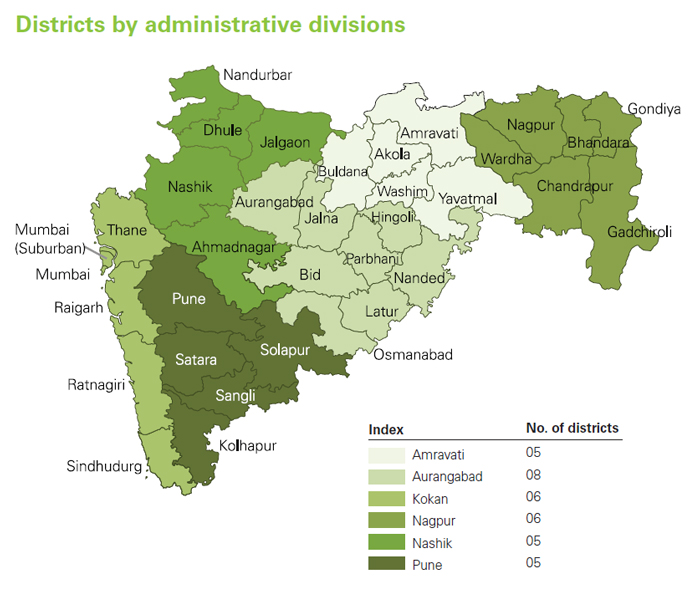 Districts by administrative divisions
Nandurbar
Gondiya
Dhule
Jalgaon
Amravati
Nagpur
Bhandara
Akola
Buldana
Wardha
Nashik
Washim
Chandrapur
Yavatmal
Aurangabad
Jalna
Hingoli
Thane
Mumbai
(Suburban)
Gadchiroli
Ahmadnagar
Parbhani
Mumbai
Bid
Nanded
Pune
Raigarh
Latur
Solapur
Osmanabad
Satara
Ratnagiri
Sangli
Kolhapur
Sindhudurg
Index No. of districts
Amravati 05
Aurangabad 08
Kokan 06
Nagpur 06
Nashik 05
Pune 05